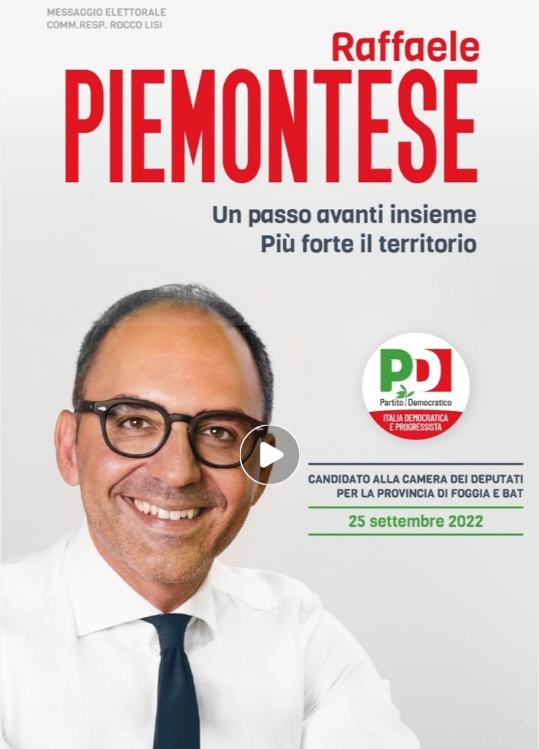 MESSAGGIO ELETTORALE
COMM.RESP. ROCCO LISI
Raffaele
PIEMONTESE
Un passo avanti insieme
Più forte il territorio
PD
Partito Democratico
ITALIA DEMOCRATICA
E PROGRESSISTA
CANDIDATO ALLA CAMERA DEI DEPUTATI
PER LA PROVINCIA DI FOGGIA E BAT
25 settembre 2022